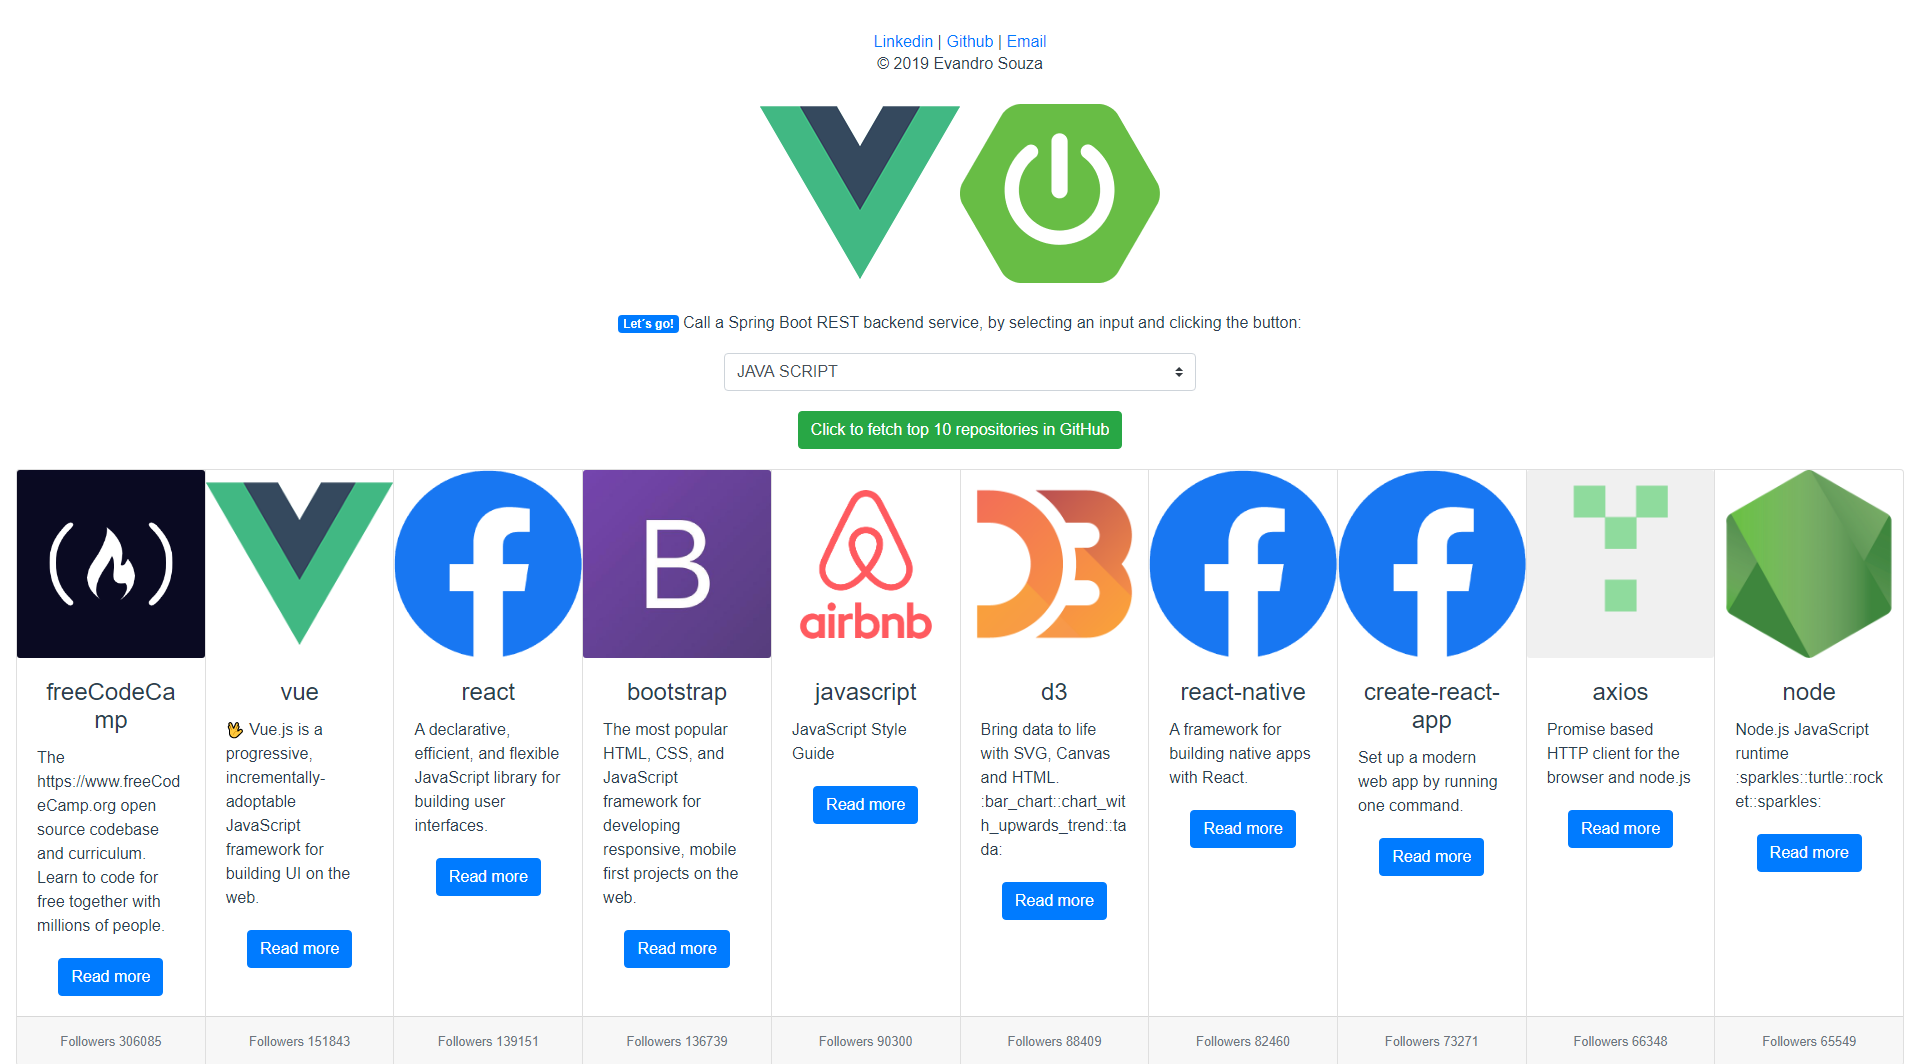 Linkedin | Github | Email
© 2019 Evandro Souza
Let´s go! Call a Spring Boot REST backend service, by selecting an input and clicking the button:
JAVA SCRIPT
Click to fetch top 10 repositories in GitHub
B
airbnb
freeCodeCa
mp
The
https://www.freeCod
eCamp.org open
source codebase
and curriculum.
Learn to code for
free together with
millions of people.
Read more
Followers 306085
vue
🖖 Vue.js is a
progressive,
incrementally-
adoptable
JavaScript
framework for
building UI on the
web.
Read more
Followers 151843
react
A declarative,
efficient, and flexible
JavaScript library for
building user
interfaces.
Read more
Followers 139151
bootstrap
The most popular
HTML, CSS, and
JavaScript
framework for
developing
responsive, mobile
first projects on the
web.
Read more
Followers 136739
javascript
JavaScript Style
Guide
Read more
Followers 90300
d3
Bring data to life
with SVG, Canvas
and HTML.
:bar_chart::chart_wit
h_upwards_trend::ta
da:
Read more
Followers 88409
react-native
A framework for
building native apps
with React.
Read more
Followers 82460
create-react-
app
Set up a modern
web app by running
one command.
Read more
Followers 73271
axios
Promise based
HTTP client for the
browser and node.js
Read more
Followers 66348
node
Node.js JavaScript
runtime
:sparkles::turtle::rock
et::sparkles:
Read more
Followers 65549